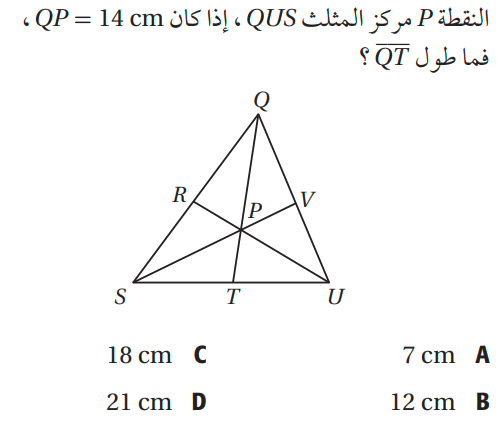 النقطة P مركز المثلث QUS ، إذا كان QP = 14 cm ،
فما طول QT ؟
Q
R
V
P
S
T
U
A 7 cm
B 12 cm
C 18 cm
D 21 cm